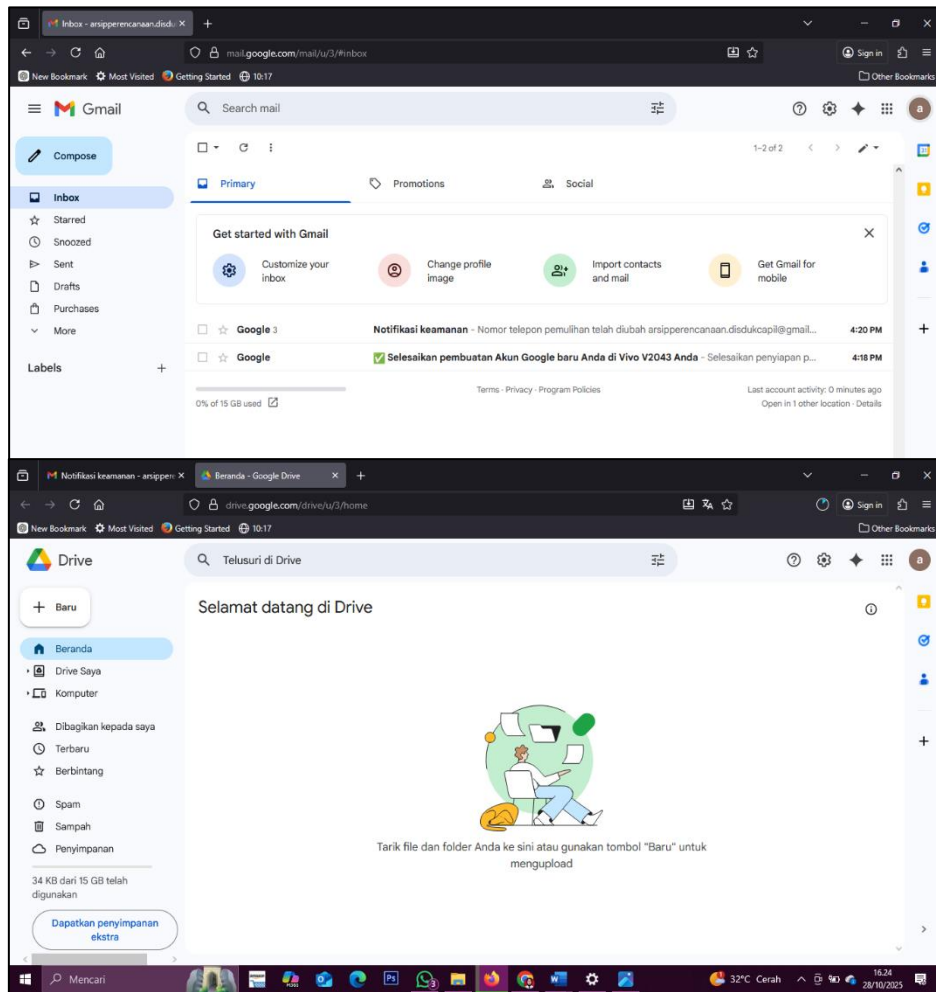 Inbox - arsipperencanaan.disdu
mail.google.com/mail/u/3/#inbox
Sign in
New Bookmark Most Visited Getting Started 10:17 Other Bookmarks
Gmail
Search mail
Compose
1–2 of 2
Primary Promotions Social
Inbox
Starred
Snoozed
Sent
Drafts
Purchases
More
Labels
Get started with Gmail
Customize your inbox
Change profile image
Import contacts and mail
Get Gmail for mobile
Google 3 Notifikasi keamanan - Nomor telepon pemulihan telah diubah arsipperencanaan.disdukcapil@gmail... 4:20 PM
Google ✅ Selesaikan pembuatan Akun Google baru Anda di Vivo V2043 Anda - Selesaikan penyiapan p... 4:18 PM
0% of 15 GB used
Terms · Privacy · Program Policies
Last account activity: 0 minutes ago
Open in 1 other location · Details
Notifikasi keamanan - arsippere Beranda - Google Drive
drive.google.com/drive/u/3/home
Sign in
New Bookmark Most Visited Getting Started 10:17 Other Bookmarks
Drive
Telusuri di Drive
a
Baru
Selamat datang di Drive
Beranda
Drive Saya
Komputer
Dibagikan kepada saya
Terbaru
Berbintang
Spam
Sampah
Penyimpanan
34 KB dari 15 GB telah
digunakan
Dapatkan penyimpanan
ekstra
Tarik file dan folder Anda ke sini atau gunakan tombol "Baru" untuk
mengupload
Mencari
Ps
32°C Cerah
16.24
28/10/2025